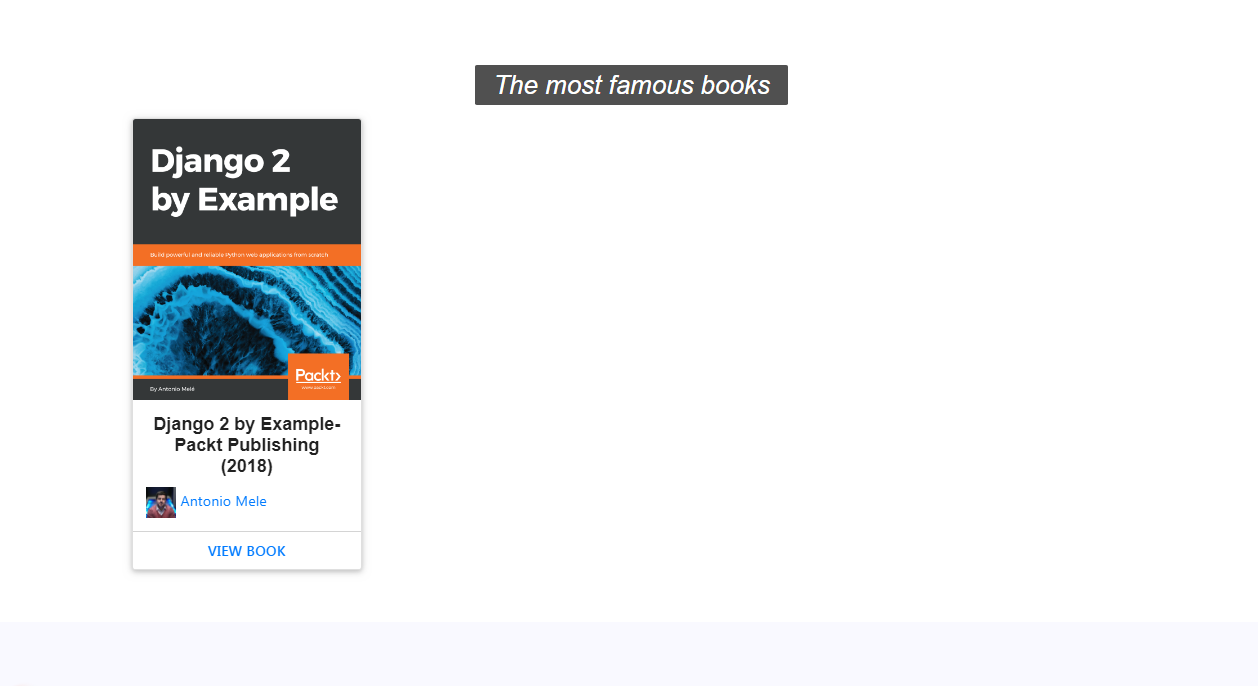 The most famous books
Django 2
by Example
Build powerful and reliable Python web applications from scratch
Packt>
www.packt.com
By Antonio Melé
Django 2 by Example-
Packt Publishing
(2018)
Antonio Mele
VIEW BOOK